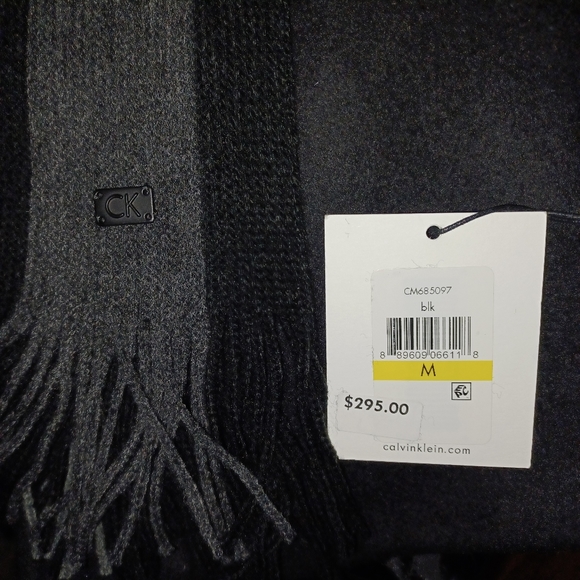 CK
CM685097
blk
8 89609 06611 8
M
$295.00
calvinklein.com